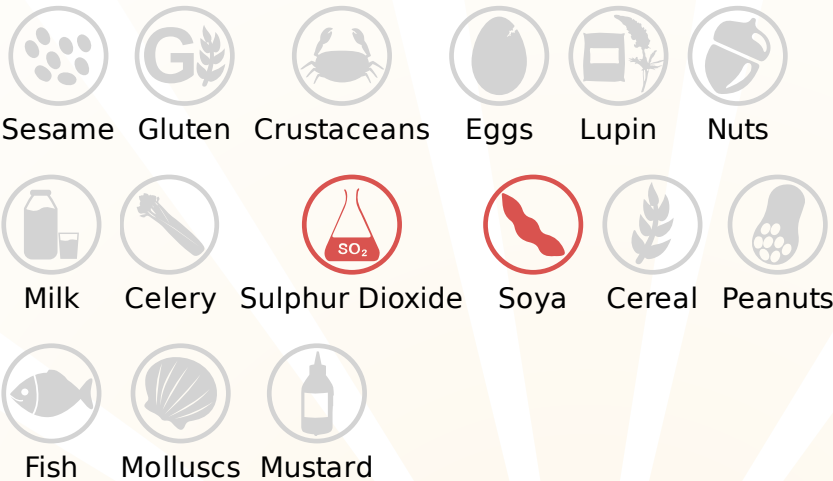 G
Sesame Gluten Crustaceans Eggs Lupin Nuts
SO₂
Milk Celery Sulphur Dioxide Soya Cereal Peanuts
Fish Molluscs Mustard